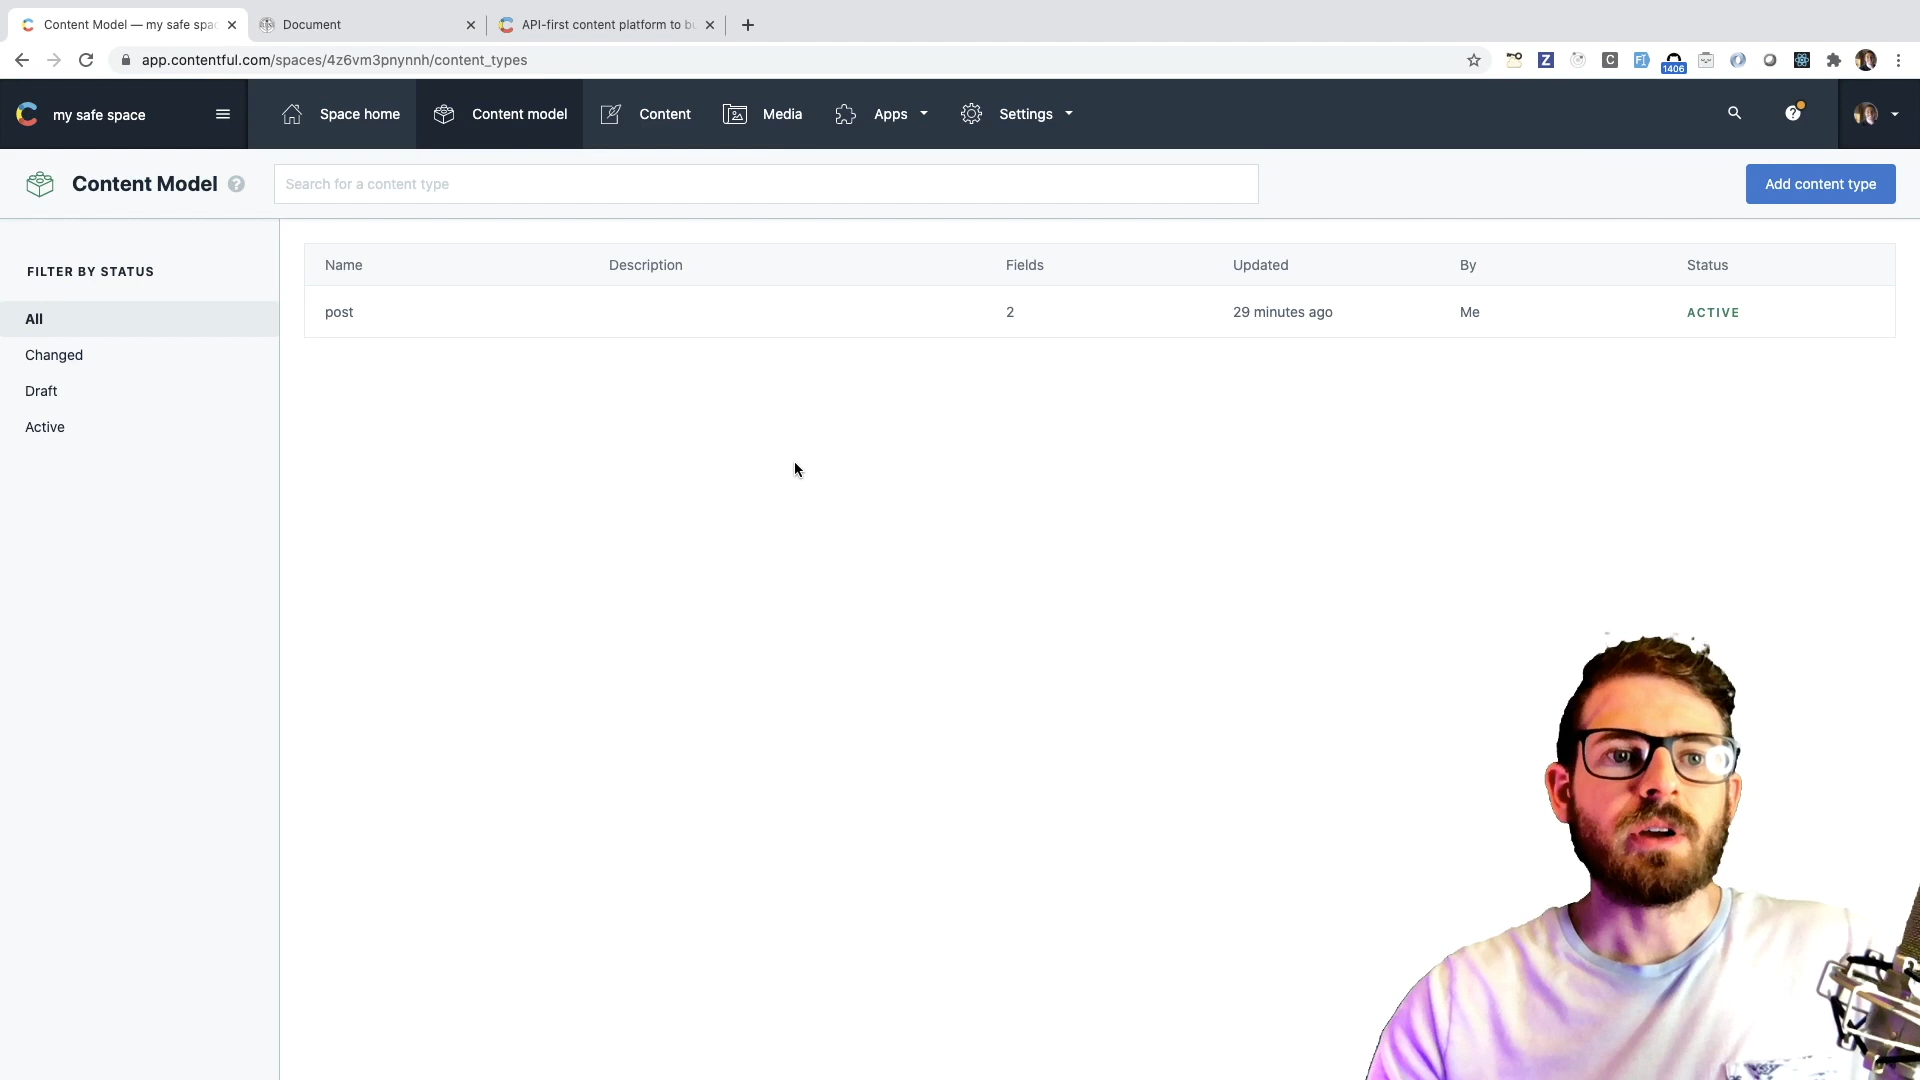 Content Model — my safe spac
Document
API-first content platform to bu
app.contentful.com/spaces/4z6vm3pnynnh/content_types
1406
my safe space
Space home
Content model
Content
Media
Apps
Settings
Content Model
Search for a content type
Add content type
FILTER BY STATUS
All
Changed
Draft
Active
Name Description Fields Updated By Status
post 2 29 minutes ago Me ACTIVE